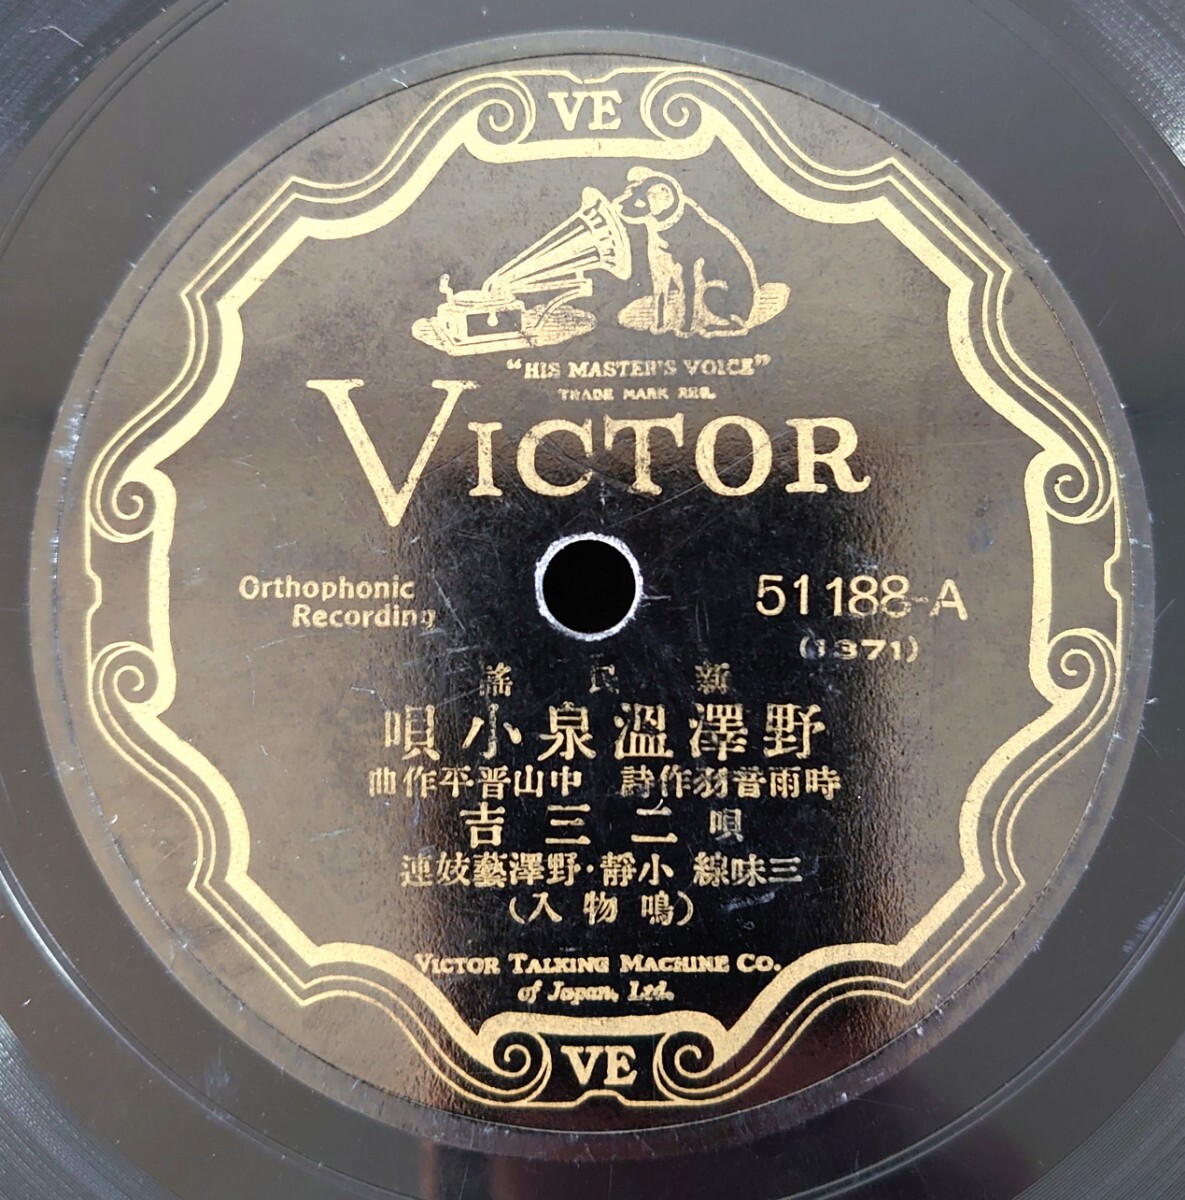 VE
"HIS MASTER'S VOICE"
TRADE MARK REG.
VICTOR
Orthophonic
Recording
51188-A
(1371)
新民謠
野澤溫泉小唄
時雨音羽作詩 中山晋平作曲
唄 二三吉
三味線 小靜・野澤藝妓連
(鳴物入)
VICTOR TALKING MACHINE CO.
of Japan, Ltd.
VE